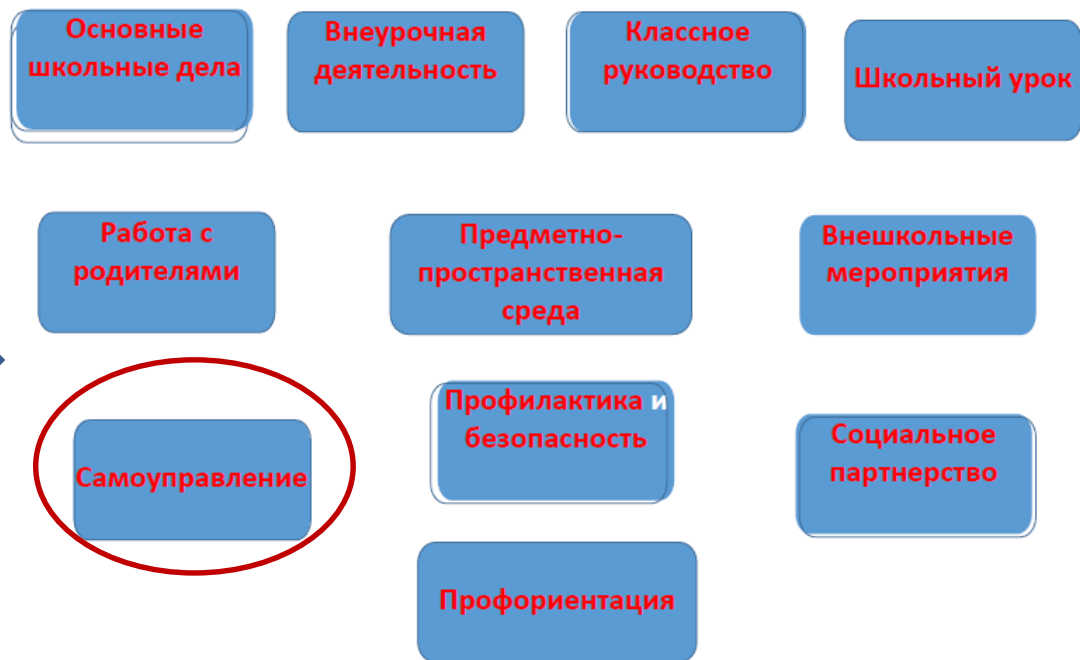 Основные
школьные дела
Внеурочная
деятельность
Классное
руководство
Школьный урок
Работа с
родителями
Предметно-
пространственная
среда
Внешкольные
мероприятия
Самоуправление
Профилактика и
безопасность
Социальное
партнерство
Профориентация